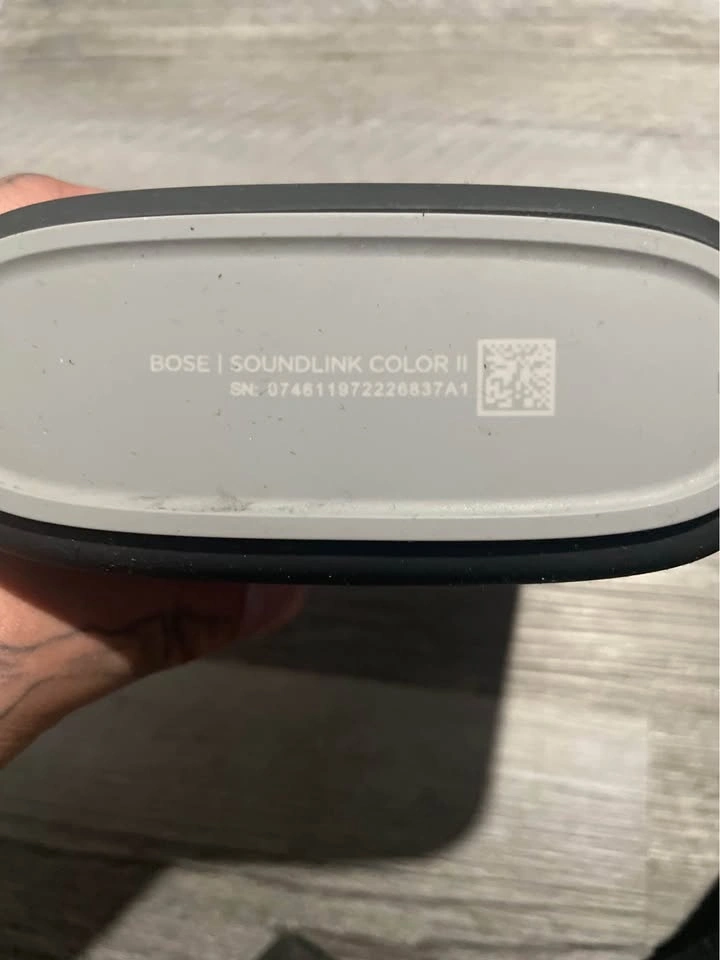 BOSE | SOUNDLINK COLOR II
SN: 074611972226837A1